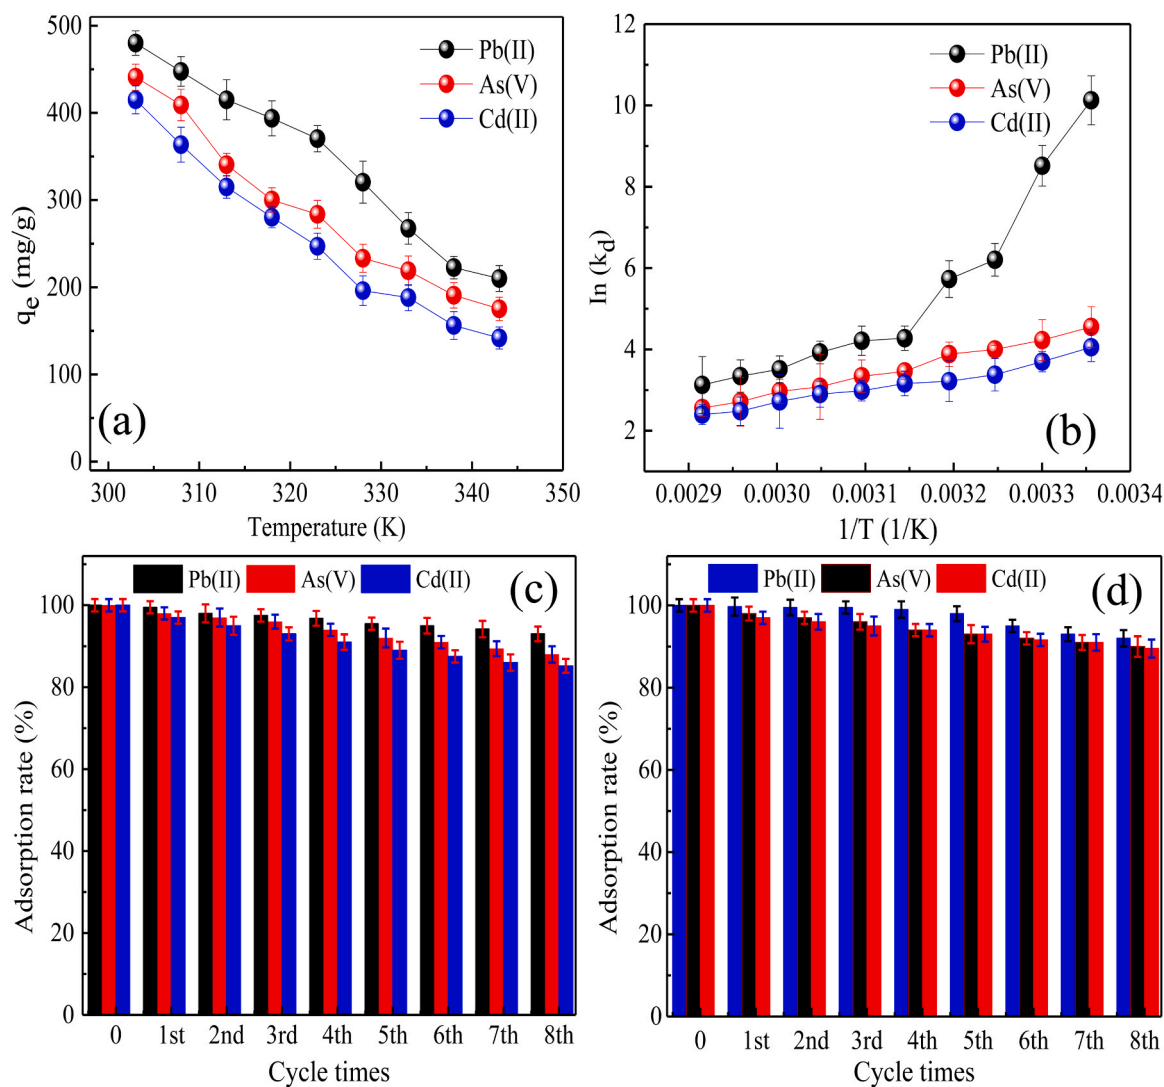 500
400
300
200
100
0
qe (mg/g)
Pb(II)
As(V)
Cd(II)
(a)
300 310 320 330 340 350
Temperature (K)
12
10
8
6
4
2
In (kd)
Pb(II)
As(V)
Cd(II)
(b)
0.0029 0.0030 0.0031 0.0032 0.0033 0.0034
1/T (1/K)
Pb(II) As(V) Cd(II)
(c)
100
80
60
40
20
0
Adsorption rate (%)
0 1st 2nd 3rd 4th 5th 6th 7th 8th
Cycle times
Pb(II) As(V) Cd(II)
(d)
100
80
60
40
20
0
Adsorption rate (%)
0 1st 2nd 3rd 4th 5th 6th 7th 8th
Cycle times